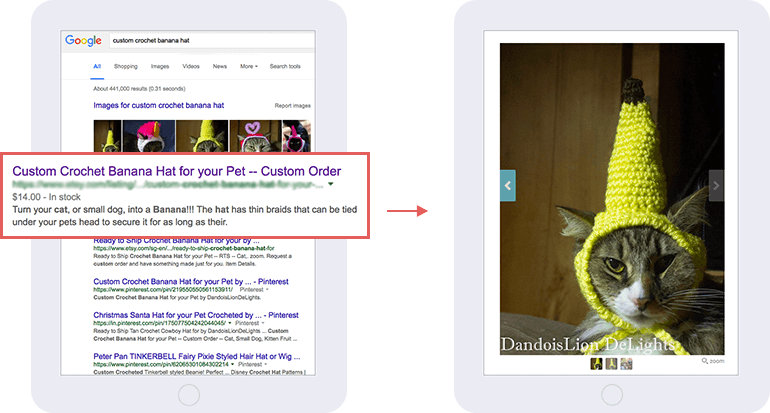 Google custom crochet banana hat
All Shopping Images Videos News More Search tools
About 441,000 results (0.31 seconds)
Images for custom crochet banana hat Report images
Custom Crochet Banana Hat for your Pet -- Custom Order
$14.00 - In stock
Turn your cat, or small dog, into a Banana!!! The hat has thin braids that can be tied
under your pets head to secure it for as long as their.
Ready to Ship Crochet Banana Hat for your by ...
https://www.etsy.com/sg-en/.../ready-to-ship-crochet-banana-hat-for
Ready to Ship Crochet Banana Hat for your Pet -- RTS -- Cat,. zoom. Request a
custom order and have something made just for you. Item Details.
Custom Crochet Banana Hat for your Pet by ... - Pinterest
https://www.pinterest.com/pin/219550550561153911/ Pinterest
Custom Crochet Banana Hat for your Pet by DandoisLionDeLights.
Christmas Santa Hat for your Pet Crocheted by ... - Pinterest
https://in.pinterest.com/pin/175077504242044045/ Pinterest
Ready to Ship Tan Crochet Cowboy Hat for your Cat by DandoisLionDeLights. ... Custom
Crochet Banana Hat for your Pet -- Custom Order -- Cat, Small Dog, Kitten Fruit ...
Peter Pan TINKERBELL Fairy Pixie Styled Hair Hat or Wig ...
https://www.pinterest.com/pin/62065301084302214 Pinterest
Custom Crocheted Tinkerbell styled Beanie! Perfect ... Disney Crochet Hat Patterns |
DandoisLion DeLights
zoom